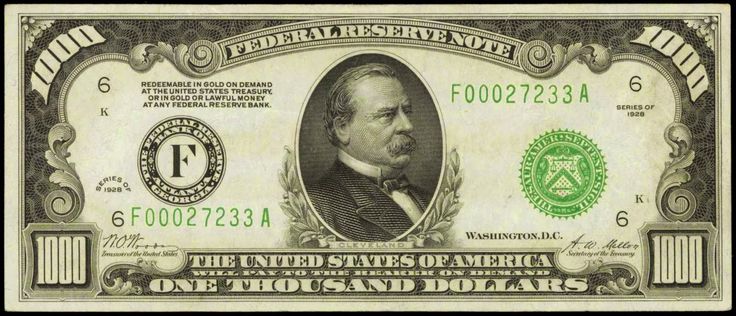 1000
FEDERAL RESERVE NOTE
1000
6
K
REDEEMABLE IN GOLD ON DEMAND
AT THE UNITED STATES TREASURY,
OR IN GOLD OR LAWFUL MONEY
AT ANY FEDERAL RESERVE BANK.
F00027233 A
6
SERIES OF
1928
THE FEDERAL RESERVE
BANK OF
F
ATLANTA
GEORGIA
SERIES OF
1928
6
F00027233 A
K
6
WASHINGTON, D.C.
CLEVELAND
Treasurer of the United States.
A. W. Mellon
Secretary of the Treasury.
1000
THE UNITED STATES OF AMERICA
WILL PAY TO THE BEARER ON DEMAND
ONE THOUSAND DOLLARS
1000